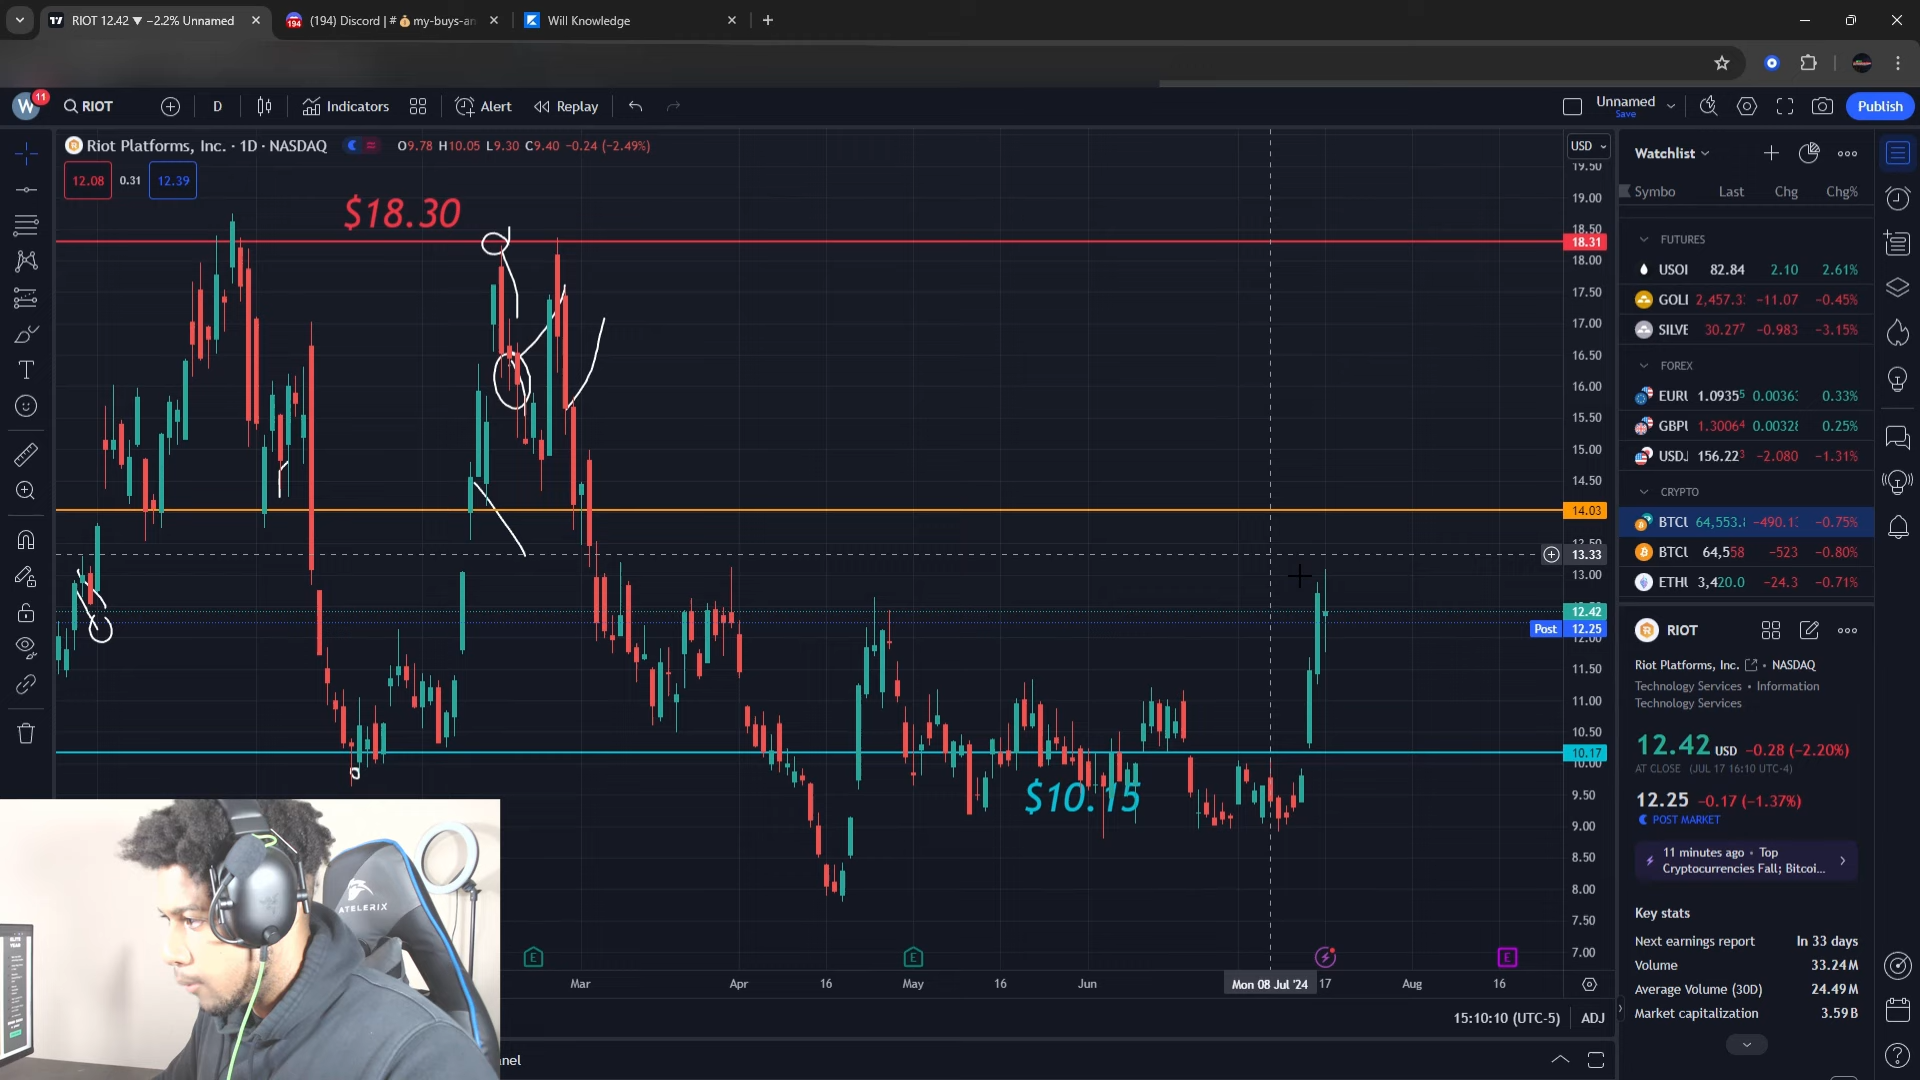 RIOT 12.42 ▼ −2.2% Unnamed
(194) Discord | # 💰my-buys-an
Will Knowledge
W 11
RIOT
D
Indicators
Alert
Replay
Unnamed
Save
Publish
Riot Platforms, Inc. · 1D · NASDAQ
O9.78 H10.05 L9.30 C9.40 −0.24 (−2.49%)
12.08 0.31 12.39
$18.30
$10.15
USD
19.50
19.00
18.50
18.31
18.00
17.50
17.00
16.50
16.00
15.50
15.00
14.50
14.03
13.50
13.33
13.00
12.42
Post 12.25
12.00
11.50
11.00
10.50
10.17
10.00
9.50
9.00
8.50
8.00
7.50
7.00
E
E
E
Mar
Apr
16
May
16
Jun
Mon 08 Jul '24
17
Aug
16
15:10:10 (UTC-5)
ADJ
nel
Watchlist
Symbo Last Chg Chg%
FUTURES
USOI 82.84 2.10 2.61%
GOLI 2,457.3 −11.07 −0.45%
SILVE 30.277 −0.983 −3.15%
FOREX
EURU 1.09355 0.0036 0.33%
GBPU 1.30064 0.0032 0.25%
USDJ 156.223 −2.080 −1.31%
CRYPTO
BTCU 64,553. −490.1 −0.75%
BTCU 64,558 −523 −0.80%
ETHU 3,420.0 −24.3 −0.71%
RIOT
Riot Platforms, Inc. • NASDAQ
Technology Services • Information
Technology Services
12.42 USD −0.28 (−2.20%)
AT CLOSE (JUL 17 16:10 UTC-4)
12.25 −0.17 (−1.37%)
POST MARKET
11 minutes ago • Top
Cryptocurrencies Fall; Bitcoi...
Key stats
Next earnings report In 33 days
Volume 33.24M
Average Volume (30D) 24.49M
Market capitalization 3.59B
ATELERIX